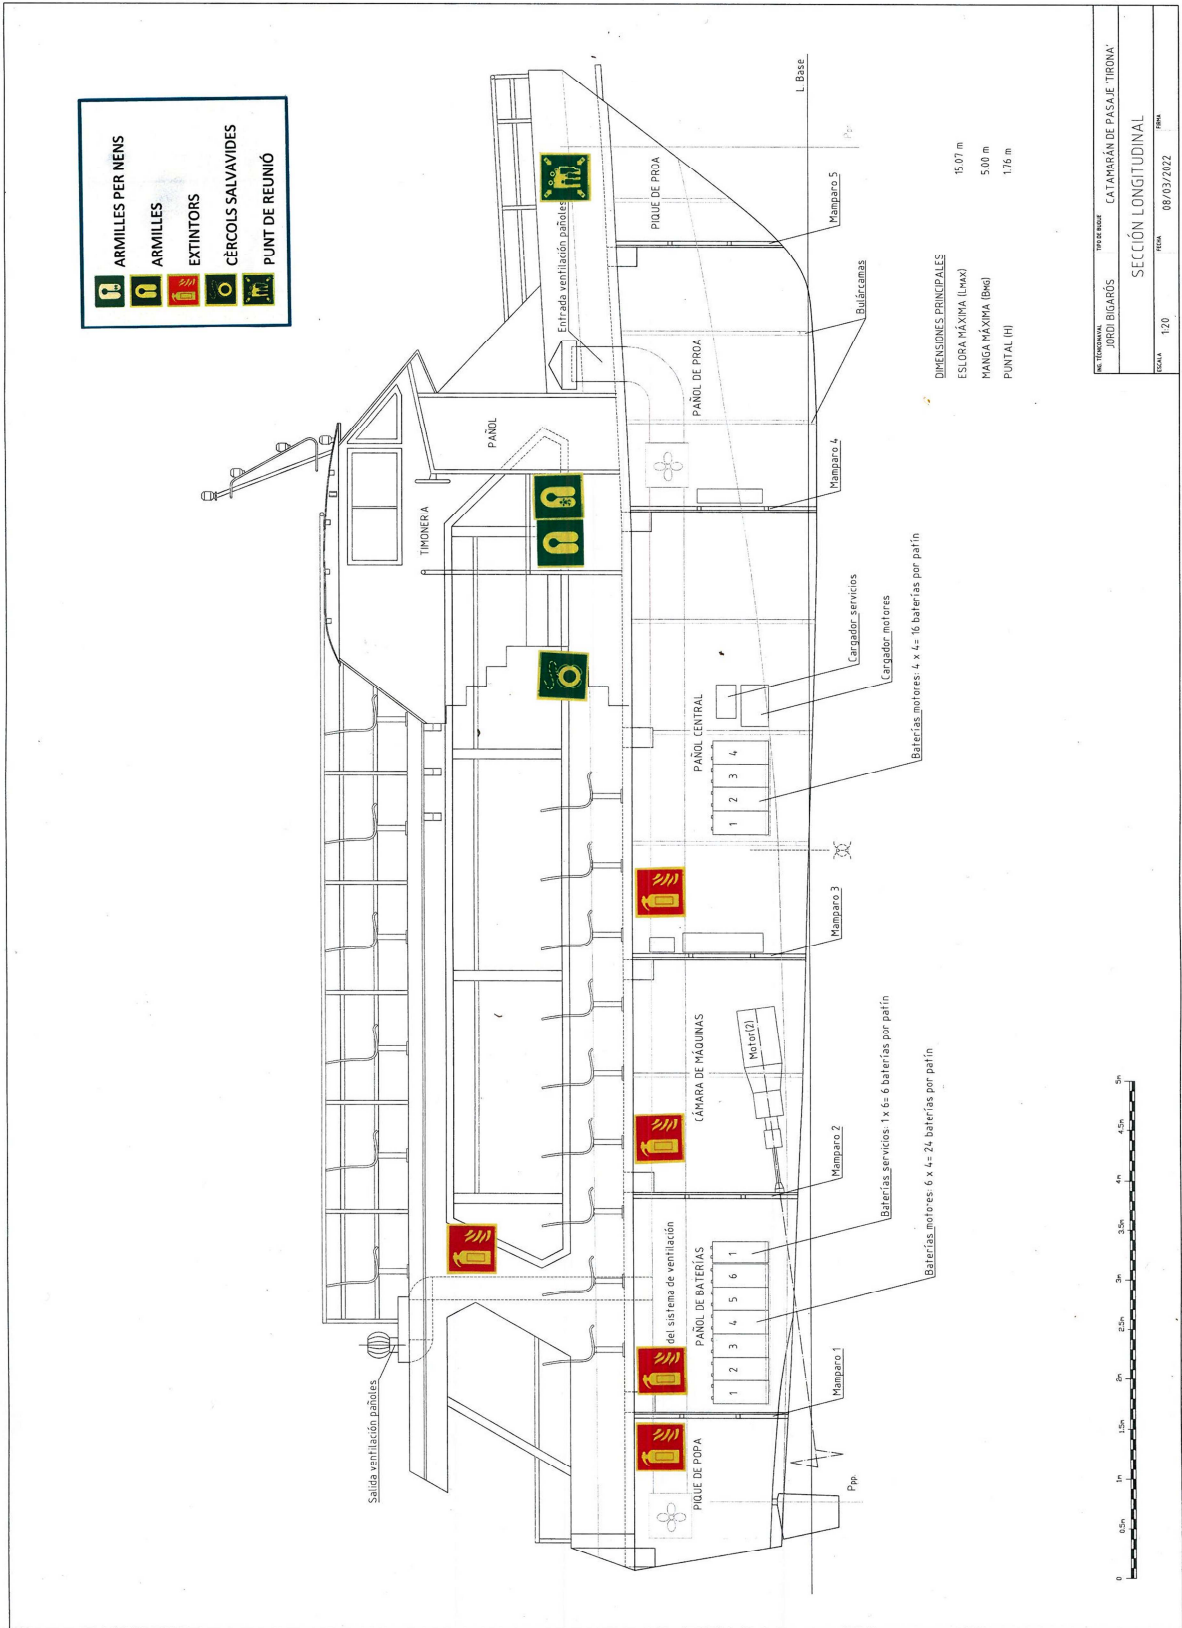 ARMILLES PER NENS
ARMILLES
EXTINTORS
CÈRCOLS SALVAVIDES
PUNT DE REUNIÓ
Salida ventilación pañoles
TIMONERA
PAÑOL
Entrada ventilación pañoles
L. Base
PIQUE DE POPA
del sistema de ventilación
PAÑOL DE BATERÍAS
CÁMARA DE MÁQUINAS
PAÑOL CENTRAL
PAÑOL DE PROA
PIQUE DE PROA
1 2 3 4 5 6 1
Motor(2)
1 2 3 4
Ppp.
Mamparo 1
Mamparo 2
Mamparo 3
Mamparo 4
Mamparo 5
Bulárcamas
Cargador servicios
Cargador motores
Baterías motores: 4 x 4= 16 baterías por patín
Baterías servicios: 1 x 6= 6 baterías por patín
Baterías motores: 6 x 4= 24 baterías por patín
DIMENSIONES PRINCIPALES
ESLORA MÁXIMA (LMAX) 15.07 m
MANGA MÁXIMA (BMG) 5.00 m
PUNTAL (H) 1.76 m
0 0.5m 1m 1.5m 2m 2.5m 3m 3.5m 4m 4.5m 5m
ING. TÉCNICO NAVAL TIPO DE BUQUE
JORDI BIGARÓS CATAMARÁN DE PASAJE 'TIRONA'
SECCIÓN LONGITUDINAL
ESCALA 1:20 FECHA 08/03/2022 FIRMA